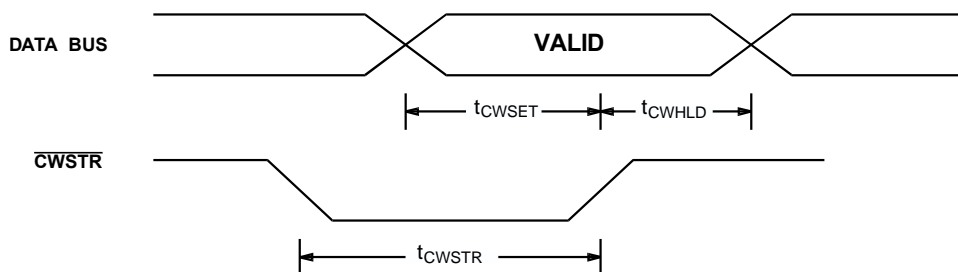 DATA BUS
VALID
tCWSET
tCWHLD
CWSTR
tCWSTR